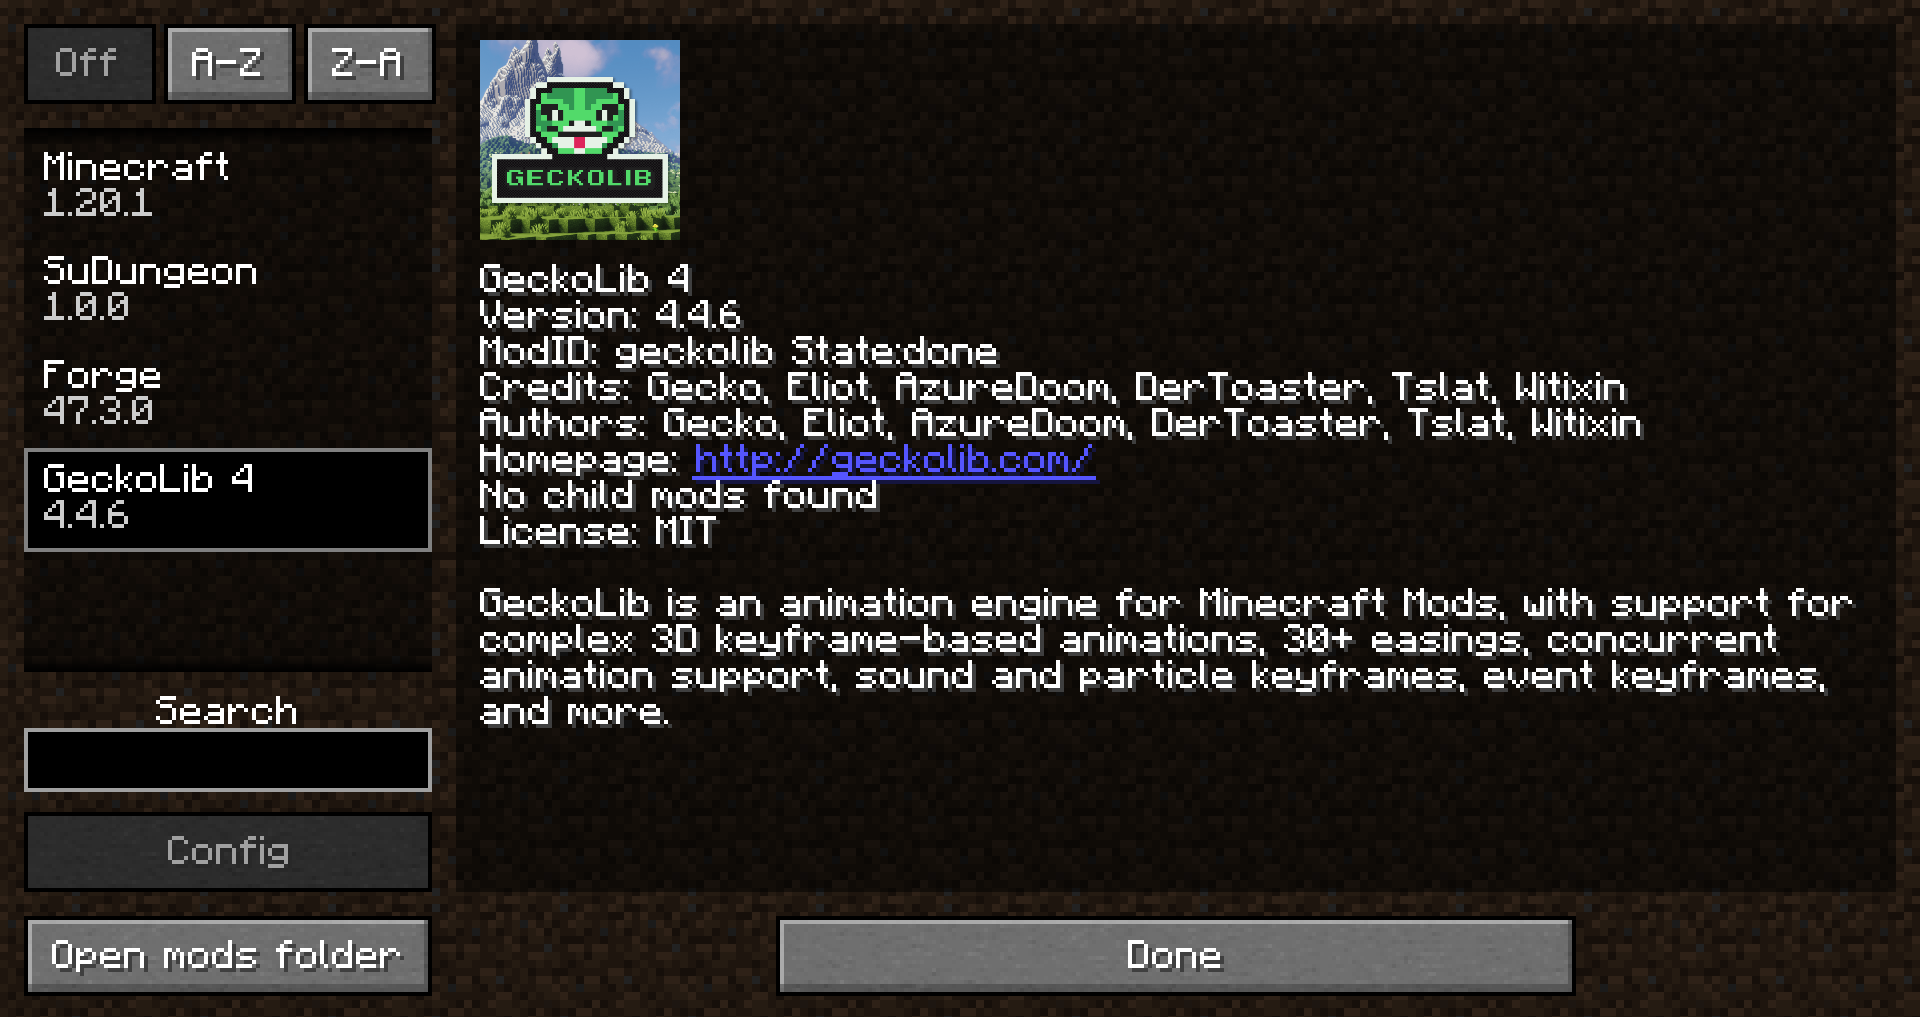 Off
A-Z
Z-A
Minecraft
1.20.1
SuDungeon
1.0.0
Forge
47.3.0
GeckoLib 4
4.4.6
Search
Config
Open mods folder
GECKOLIB
GeckoLib 4
Version: 4.4.6
ModID: geckolib State:done
Credits: Gecko, Eliot, AzureDoom, DerToaster, Tslat, Witixin
Authors: Gecko, Eliot, AzureDoom, DerToaster, Tslat, Witixin
Homepage: http://geckolib.com/
No child mods found
License: MIT
GeckoLib is an animation engine for Minecraft Mods, with support for
complex 3D keyframe-based animations, 30+ easings, concurrent
animation support, sound and particle keyframes, event keyframes,
and more.
Done